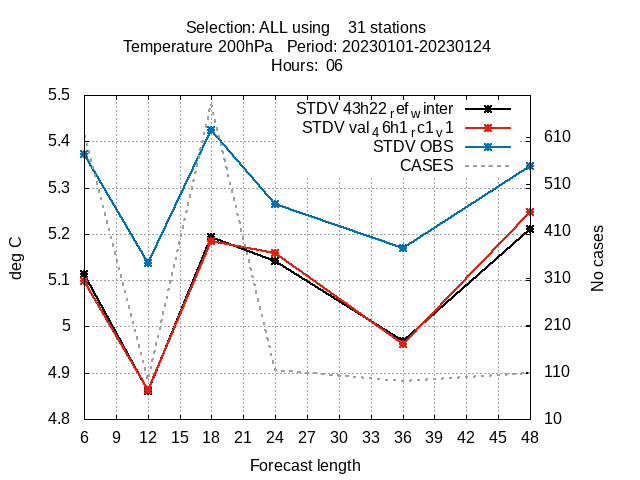 Selection: ALL using    31 stations
Temperature 200hPa   Period: 20230101-20230124
Hours:  06
STDV 43h22refwinter
STDV val46h1rc1v1
STDV OBS
CASES
5.5
5.4
5.3
5.2
5.1
5
4.9
4.8
deg C
610
510
410
310
210
110
10
No cases
6 9 12 15 18 21 24 27 30 33 36 39 42 45 48
Forecast length